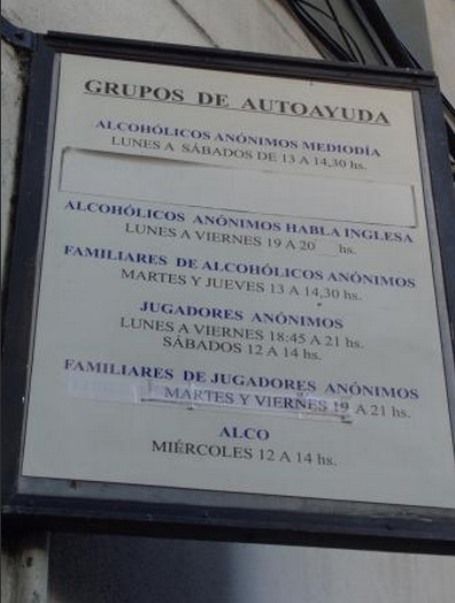 GRUPOS DE AUTOAYUDA
ALCOHÓLICOS ANÓNIMOS MEDIODÍA
LUNES A SÁBADOS DE 13 A 14,30 hs.
ALCOHÓLICOS ANÓNIMOS HABLA INGLESA
LUNES A VIERNES 19 A 20 hs.
FAMILIARES DE ALCOHÓLICOS ANÓNIMOS
MARTES Y JUEVES 13 A 14,30 hs.
JUGADORES ANÓNIMOS
LUNES A VIERNES 18:45 A 21 hs.
SÁBADOS 12 A 14 hs.
FAMILIARES DE JUGADORES ANÓNIMOS
MARTES Y VIERNES 19 A 21 hs.
ALCO
MIÉRCOLES 12 A 14 hs.